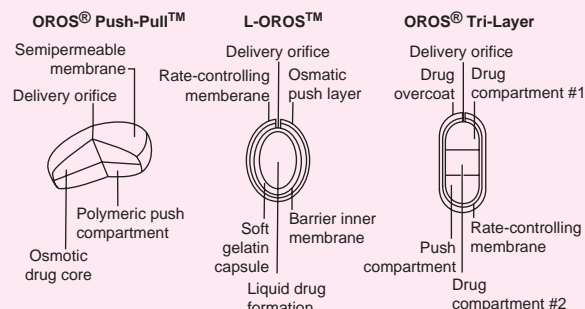 OROS® Push-Pull™
Semipermeable
membrane
Delivery orifice
Polymeric push
compartment
Osmotic
drug core
L-OROS™
Delivery orifice
Rate-controlling
memberane
Osmatic
push layer
Soft
gelatin
capsule
Barrier inner
membrane
Liquid drug
formation
OROS® Tri-Layer
Delivery orifice
Drug
overcoat
Drug
compartment #1
Push
compartment
Rate-controlling
membrane
Drug
compartment #2